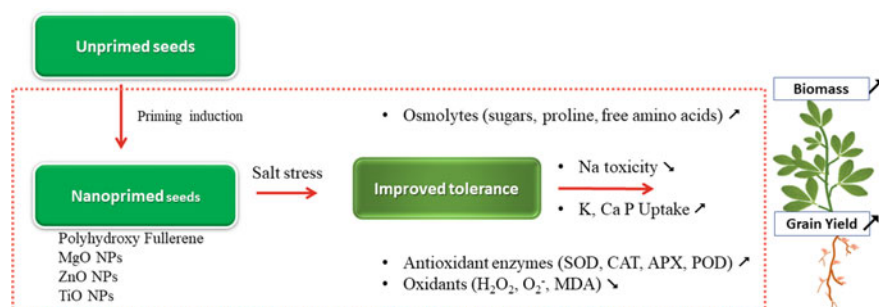 Unprimed seeds
Biomass ↗
Priming induction
• Osmolytes (sugars, proline, free amino acids) ↗
Salt stress
• Na toxicity ↘
Nanoprimed seeds
Improved tolerance
• K, Ca P Uptake ↗
Grain Yield ↗
Polyhydroxy Fullerene
MgO NPs
ZnO NPs
TiO NPs
• Antioxidant enzymes (SOD, CAT, APX, POD) ↗
• Oxidants (H₂O₂, O₂⁻, MDA) ↘